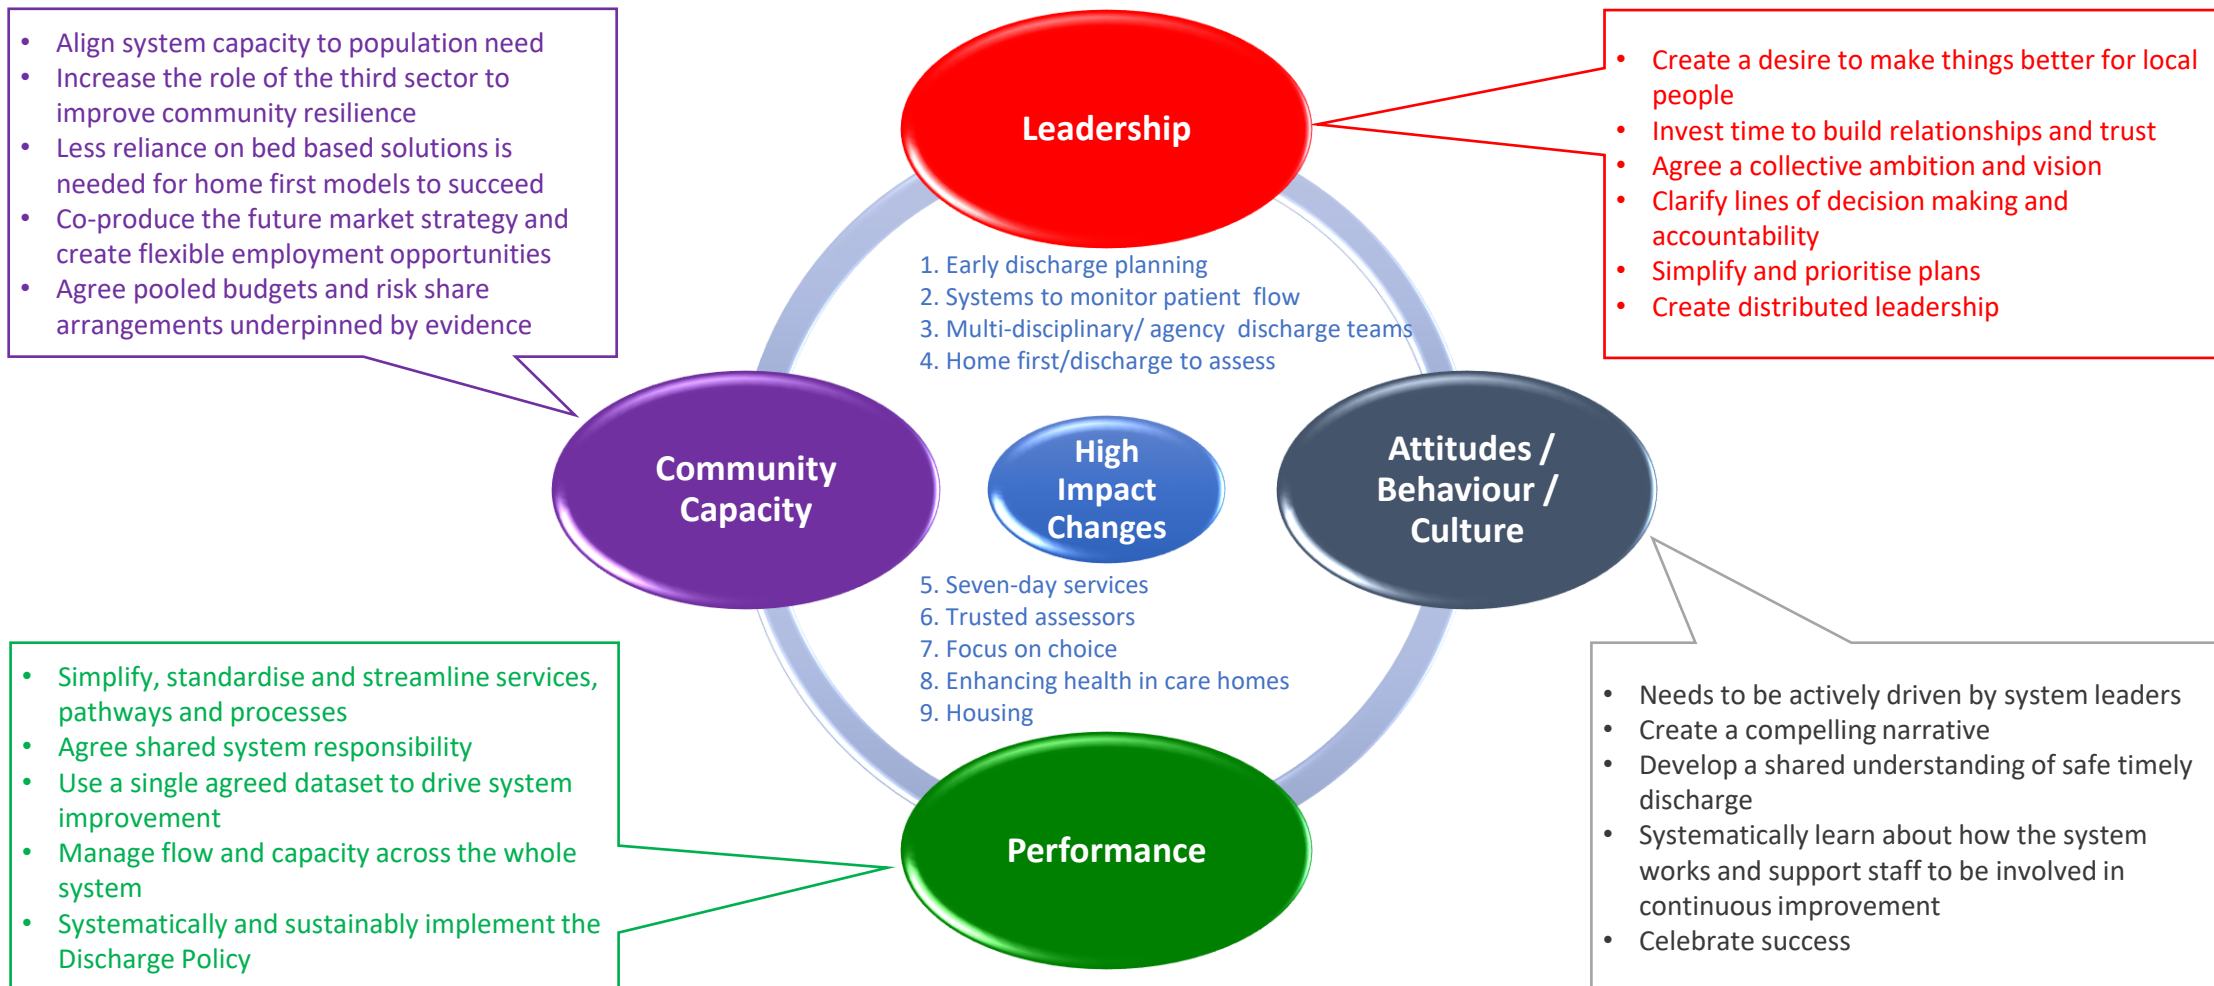 • Align system capacity to population need
• Increase the role of the third sector to
improve community resilience
• Less reliance on bed based solutions is
needed for home first models to succeed
• Co-produce the future market strategy and
create flexible employment opportunities
• Agree pooled budgets and risk share
arrangements underpinned by evidence
Leadership
• Create a desire to make things better for local
people
• Invest time to build relationships and trust
• Agree a collective ambition and vision
• Clarify lines of decision making and
accountability
• Simplify and prioritise plans
• Create distributed leadership
1. Early discharge planning
2. Systems to monitor patient flow
3. Multi-disciplinary/ agency discharge teams
4. Home first/discharge to assess
Community
Capacity
High
Impact
Changes
Attitudes /
Behaviour /
Culture
5. Seven-day services
6. Trusted assessors
7. Focus on choice
8. Enhancing health in care homes
9. Housing
• Simplify, standardise and streamline services,
pathways and processes
• Agree shared system responsibility
• Use a single agreed dataset to drive system
improvement
• Manage flow and capacity across the whole
system
• Systematically and sustainably implement the
Discharge Policy
Performance
• Needs to be actively driven by system leaders
• Create a compelling narrative
• Develop a shared understanding of safe timely
discharge
• Systematically learn about how the system
works and support staff to be involved in
continuous improvement
• Celebrate success